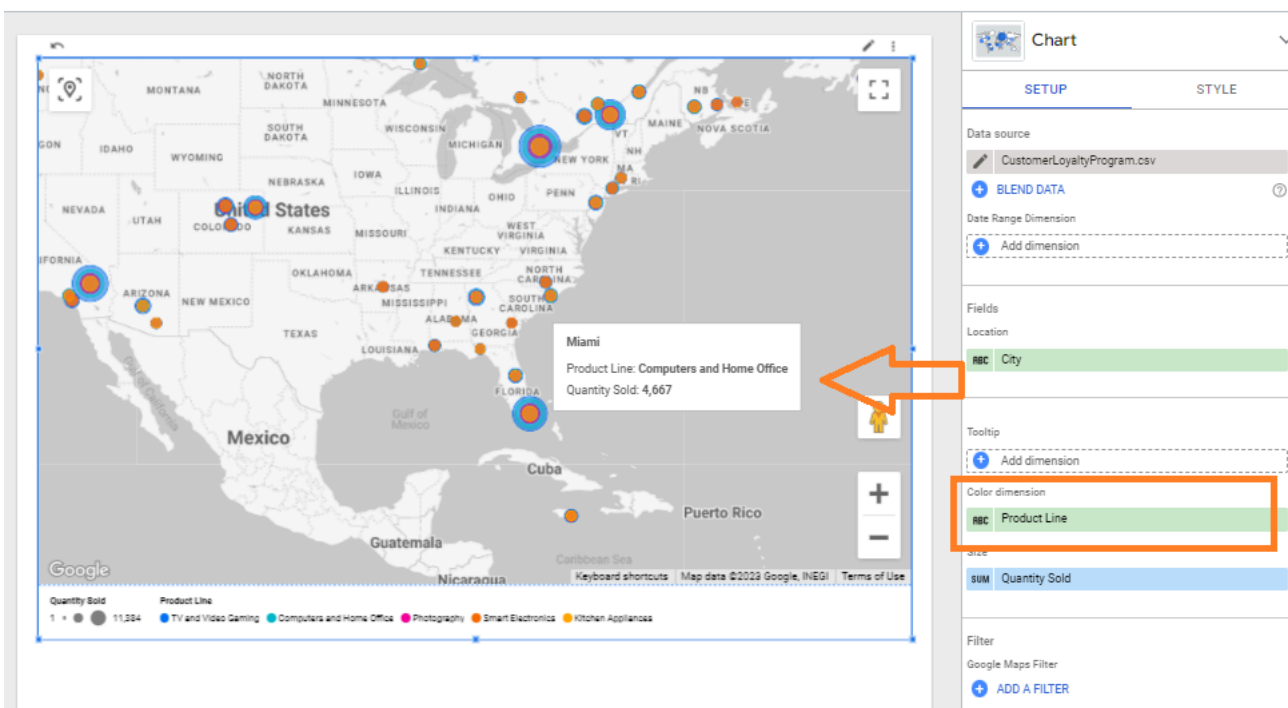 Chart
SETUP STYLE
Data source
CustomerLoyaltyProgram.csv
BLEND DATA
Date Range Dimension
Add dimension
Fields
Location
ABC City
Tooltip
Add dimension
Color dimension
ABC Product Line
Size
SUM Quantity Sold
Filter
Google Maps Filter
ADD A FILTER
NORTH
DAKOTA
MONTANA
MINNESOTA
NB
SOUTH
DAKOTA
WISCONSIN
MAINE
NOVA SCOTIA
VT
MICHIGAN
IDAHO
WYOMING
NH
NEW YORK
MA
RI
IOWA
NEBRASKA
ILLINOIS
OHIO
PENN
INDIANA
NEVADA
UTAH
United States
KANSAS
MISSOURI
WEST
VIRGINIA
KENTUCKY
VIRGINIA
OKLAHOMA
TENNESSEE
NORTH
ARIZONA
NEW MEXICO
MISSISSIPPI
SOUTH
CAROLINA
TEXAS
GEORGIA
LOUISIANA
FLORIDA
Miami
Product Line: Computers and Home Office
Quantity Sold: 4,667
Gulf of
Mexico
Gulf of
California
Mexico
Cuba
Puerto Rico
Guatemala
Caribbean Sea
Nicaragua
Google
Keyboard shortcuts Map data ©2023 Google, INEGI Terms of Use
Quantity Sold Product Line
1 11,384 TV and Video Gaming Computers and Home Office Photography Smart Electronics Kitchen Appliances